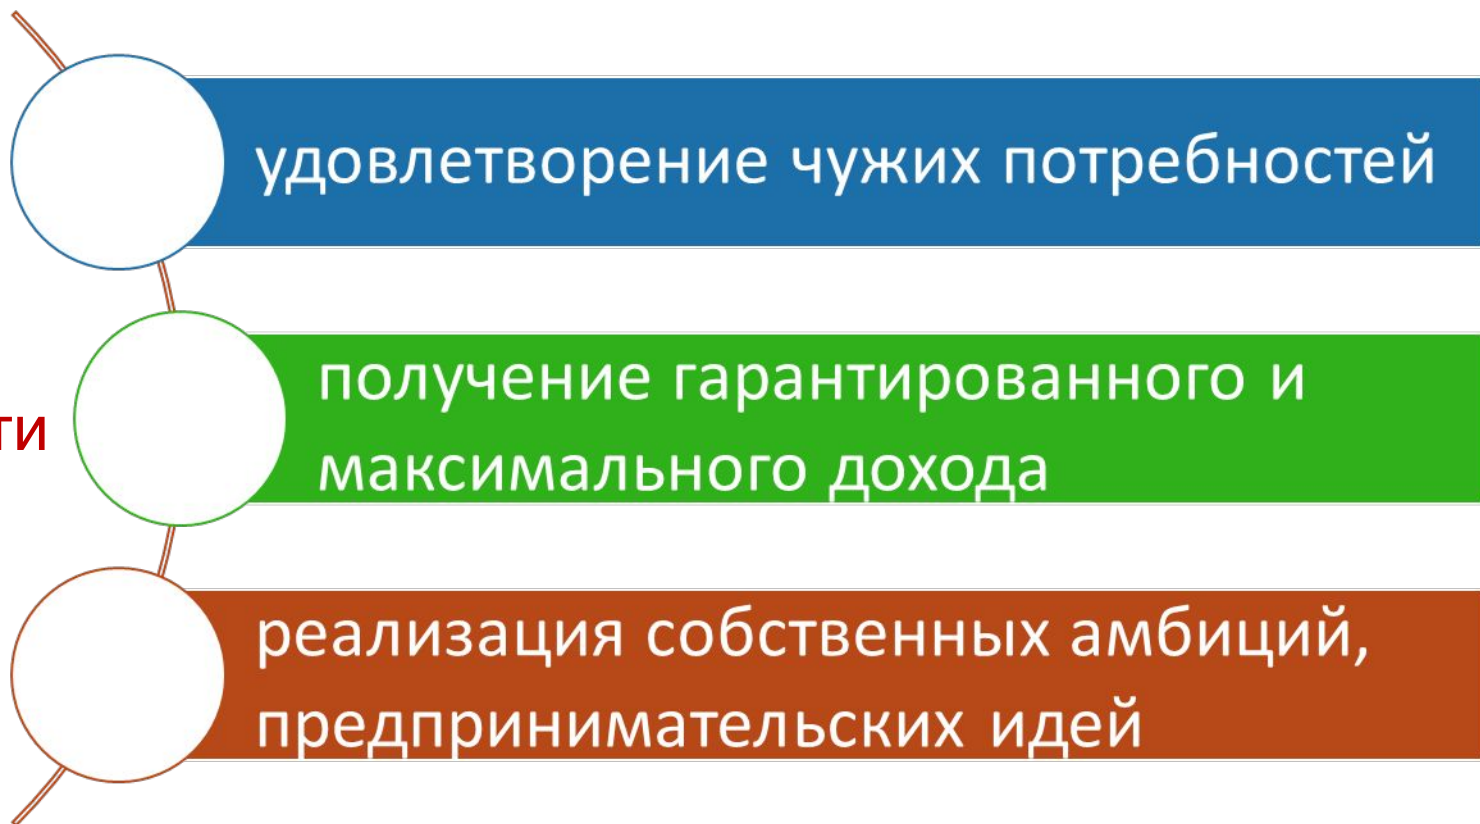 удовлетворение чужих потребностей
получение гарантированного и
максимального дохода
ти
реализация собственных амбиций,
предпринимательских идей